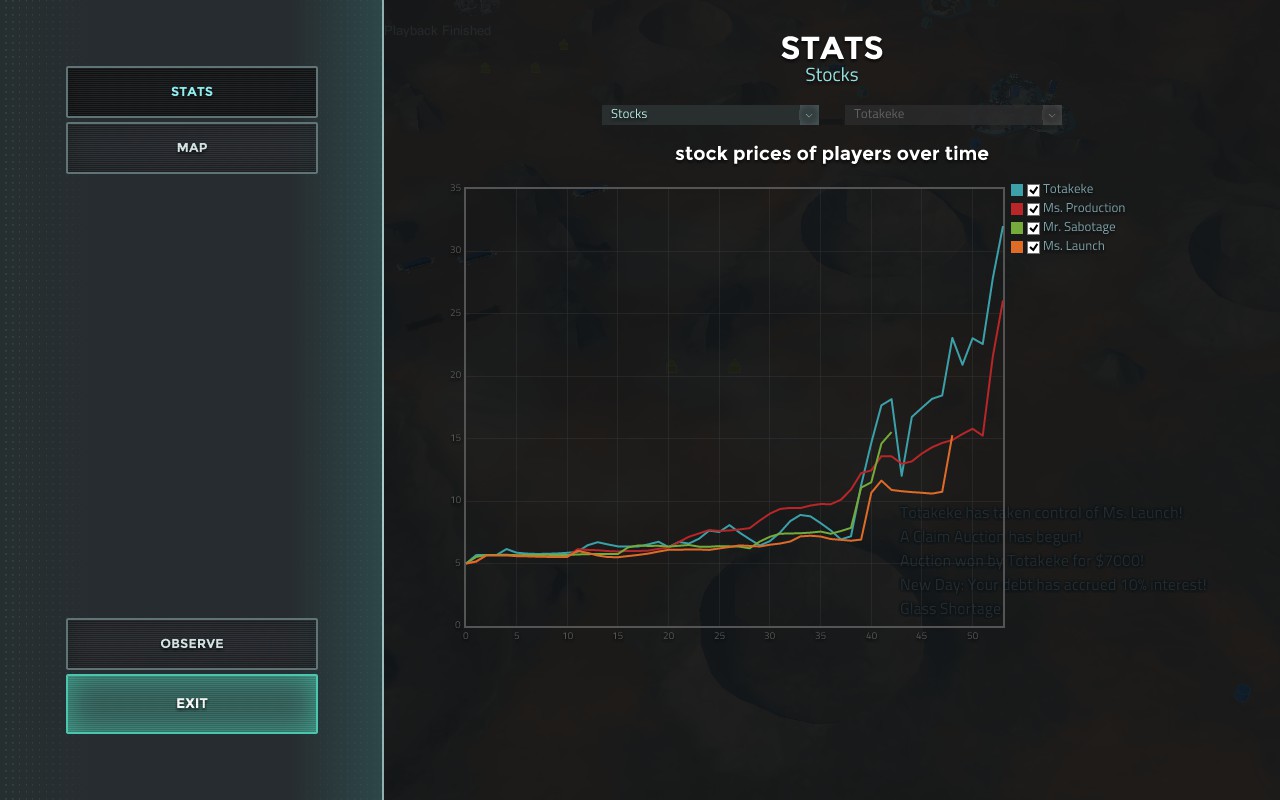 Playback Finished
STATS
MAP
OBSERVE
EXIT
STATS
Stocks
Stocks
Totakeke
stock prices of players over time
35
30
25
20
15
10
5
0
0 5 10 15 20 25 30 35 40 45 50
Totakeke
Ms. Production
Mr. Sabotage
Ms. Launch
Totakeke has taken control of Ms. Launch!
A Claim Auction has begun!
Auction won by Totakeke for $7000!
New Day: Your debt has accrued 10% interest!
Glass Shortage